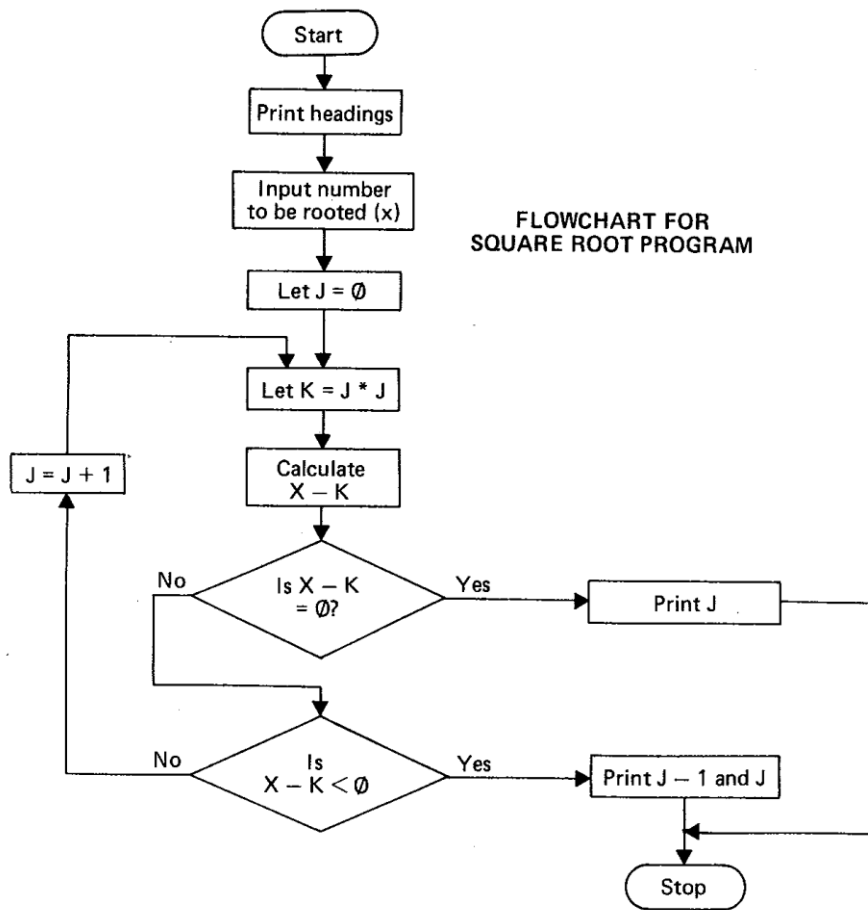 Start
Print headings
Input number
to be rooted (x)
FLOWCHART FOR
SQUARE ROOT PROGRAM
Let J = Ø
Let K = J * J
J = J + 1
Calculate
X – K
No
Is X – K
= Ø?
Yes
Print J
No
Is
X – K < Ø
Yes
Print J – 1 and J
Stop